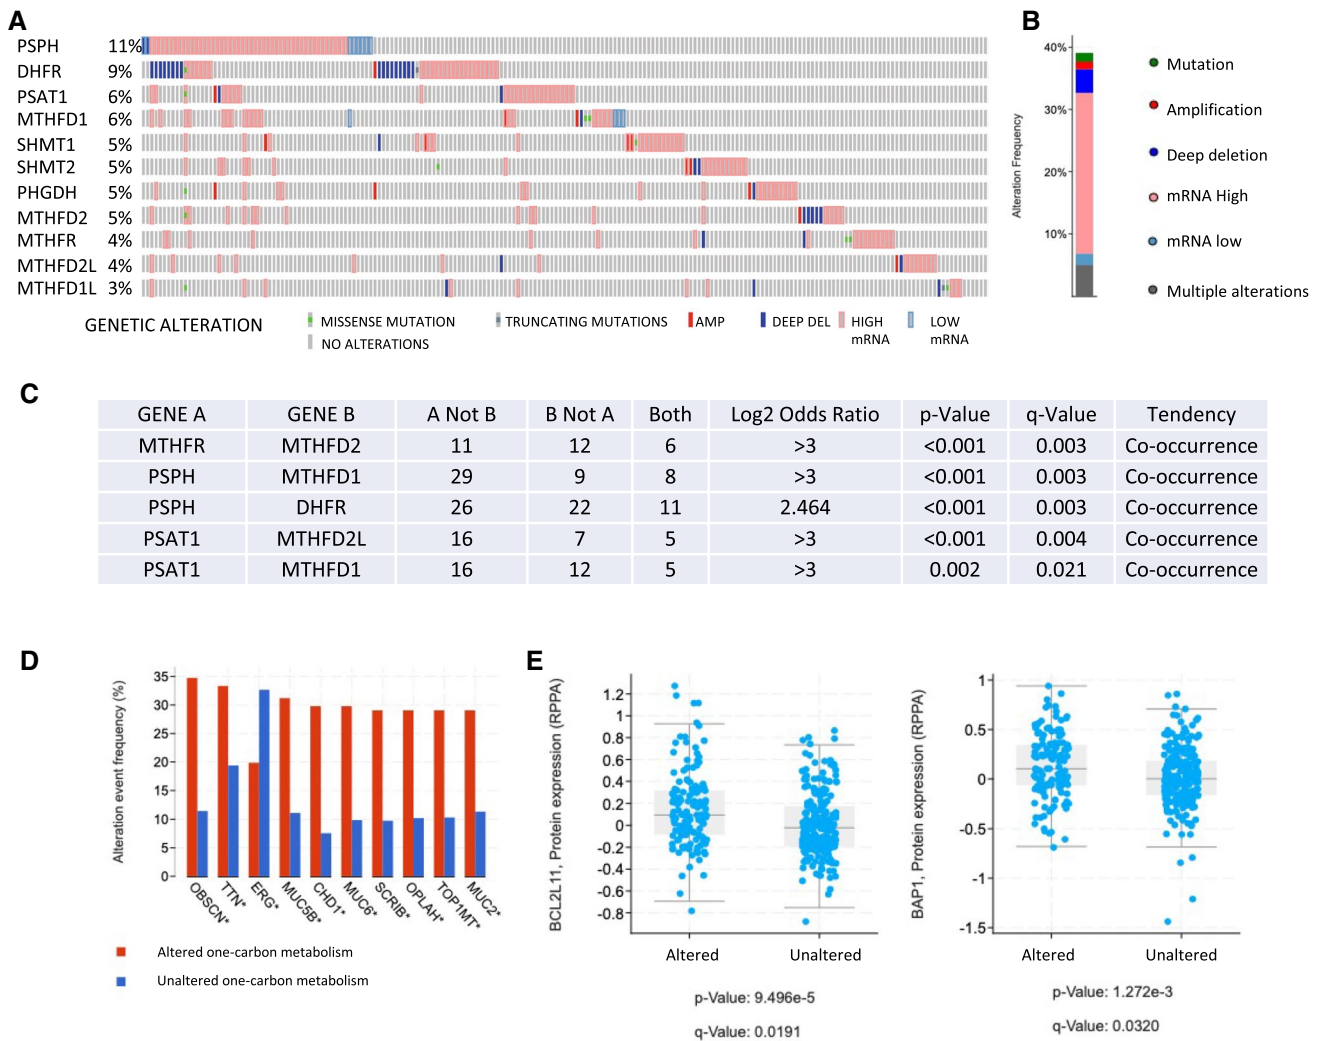 A
PSPH 11%
DHFR 9%
PSAT1 6%
MTHFD1 6%
SHMT1 5%
SHMT2 5%
PHGDH 5%
MTHFD2 5%
MTHFR 4%
MTHFD2L 4%
MTHFD1L 3%
GENETIC ALTERATION
MISSENSE MUTATION
TRUNCATING MUTATIONS
AMP
DEEP DEL
HIGH
mRNA
LOW
mRNA
NO ALTERATIONS
B
Alteration Frequency
40%
30%
20%
10%
Mutation
Amplification
Deep deletion
mRNA High
mRNA low
Multiple alterations
C
GENE A GENE B A Not B B Not A Both Log2 Odds Ratio p-Value q-Value Tendency
MTHFR MTHFD2 11 12 6 >3 <0.001 0.003 Co-occurrence
PSPH MTHFD1 29 9 8 >3 <0.001 0.003 Co-occurrence
PSPH DHFR 26 22 11 2.464 <0.001 0.003 Co-occurrence
PSAT1 MTHFD2L 16 7 5 >3 <0.001 0.004 Co-occurrence
PSAT1 MTHFD1 16 12 5 >3 0.002 0.021 Co-occurrence
D
Alteration event frequency (%)
35
30
25
20
15
10
5
0
OBSCN*
TTN*
ERG*
MUC5B*
CHD1*
MUC6*
SCRIB*
OPLAH*
TOP1MT*
MUC2*
Altered one-carbon metabolism
Unaltered one-carbon metabolism
E
BCL2L11, Protein expression (RPPA)
1.2
1
0.8
0.6
0.4
0.2
0
-0.2
-0.4
-0.6
-0.8
Altered
Unaltered
p-Value: 9.496e-5
q-Value: 0.0191
BAP1, Protein expression (RPPA)
1
0.5
0
-0.5
-1
-1.5
Altered
Unaltered
p-Value: 1.272e-3
q-Value: 0.0320